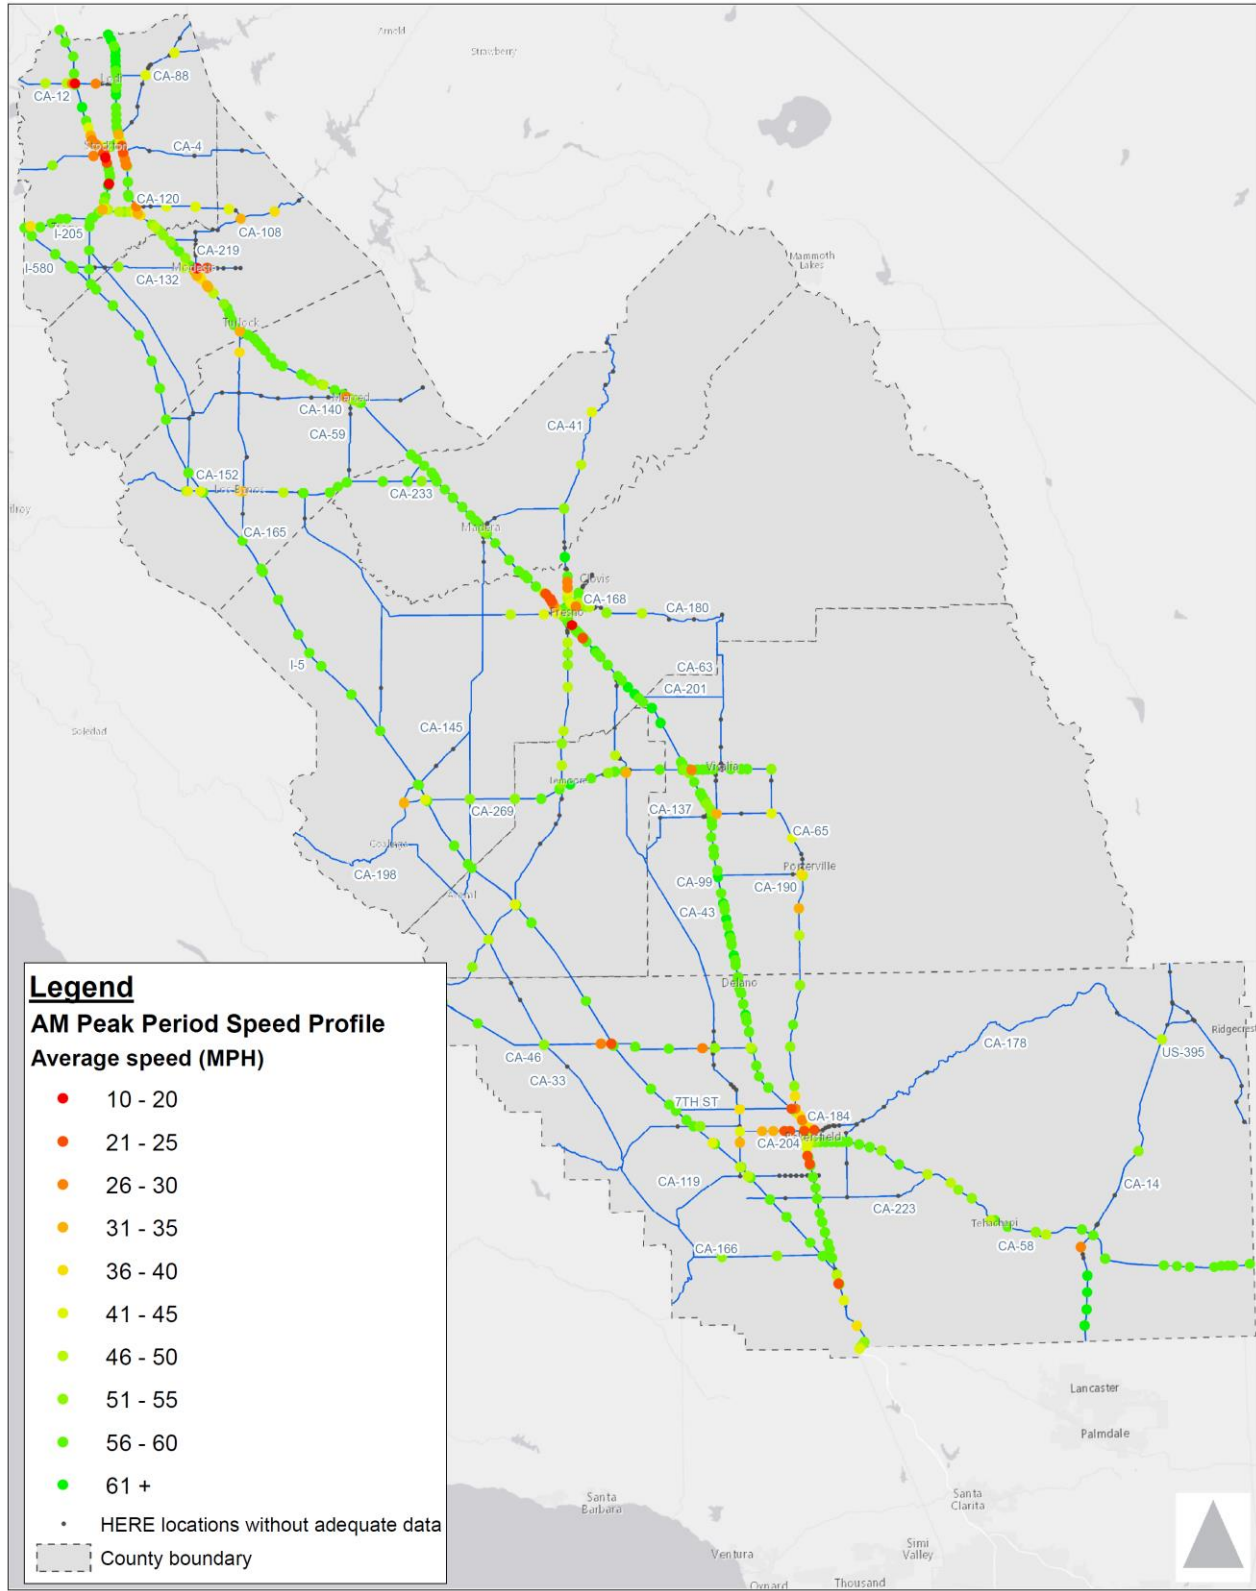 Arnold
Strawberry
CA-88
Lodi
CA-12
Stockton
CA-4
CA-120
CA-108
I-205
CA-219
I-580
Modesto
CA-132
Mammoth
Lakes
Turlock
Merced
CA-140
CA-59
CA-41
CA-152
Los Banos
CA-233
CA-165
Madera
Clovis
CA-168
Fresno
CA-180
I-5
CA-63
CA-201
Soledad
CA-145
Visalia
Lemoore
CA-269
CA-137
CA-65
Coalinga
CA-198
Porterville
CA-99
CA-190
CA-43
Delano
Ridgecrest
CA-178
US-395
CA-46
CA-33
7TH ST
CA-184
CA-204
Bakersfield
CA-119
CA-223
CA-14
Tehachapi
CA-58
CA-166
Lancaster
Palmdale
Santa
Barbara
Santa
Clarita
Ventura
Simi
Valley
Oxnard
Thousand
Legend
AM Peak Period Speed Profile
Average speed (MPH)
10 - 20
21 - 25
26 - 30
31 - 35
36 - 40
41 - 45
46 - 50
51 - 55
56 - 60
61 +
HERE locations without adequate data
County boundary